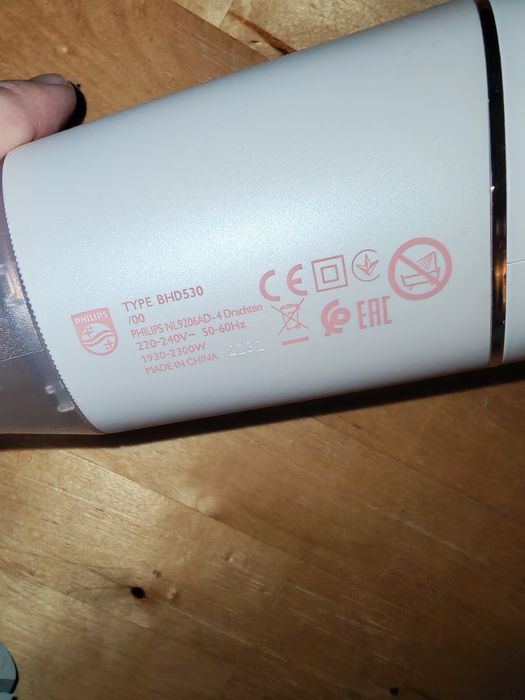 PHILIPS
TYPE BHD530
/00
PHILIPS NL9206AD-4 Drachten
220-240V~ 50-60Hz
1930-2300W
MADE IN CHINA 2232
CE
EAC